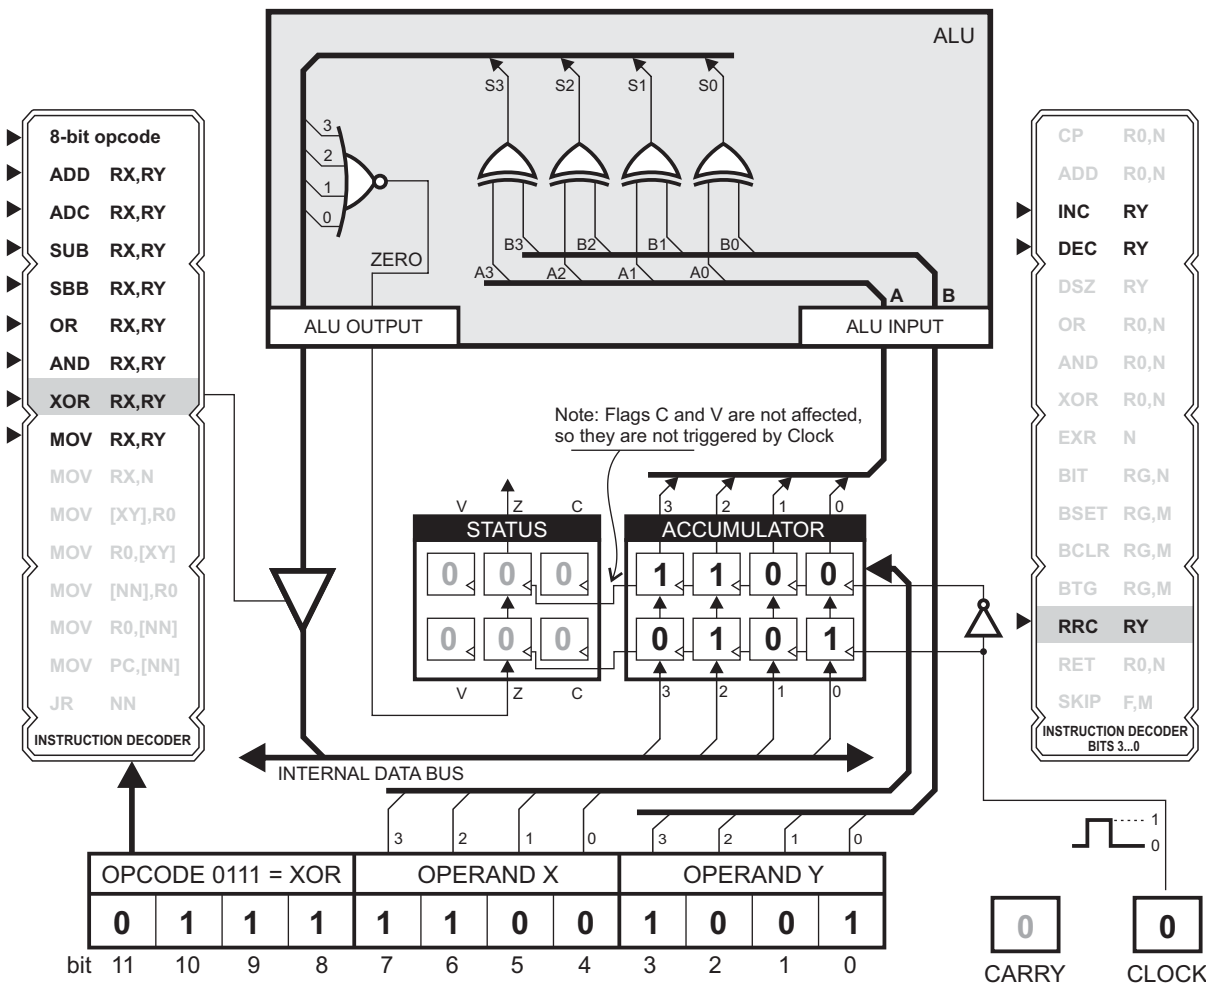 ALU
S3 S2 S1 S0
3
2
1
0
ZERO
B3 B2 B1 B0
A3 A2 A1 A0
A B
ALU OUTPUT
ALU INPUT
8-bit opcode
ADD RX,RY
ADC RX,RY
SUB RX,RY
SBB RX,RY
OR RX,RY
AND RX,RY
XOR RX,RY
MOV RX,RY
MOV RX,N
MOV [XY],R0
MOV R0,[XY]
MOV [NN],R0
MOV R0,[NN]
MOV PC,[NN]
JR NN
INSTRUCTION DECODER
CP R0,N
ADD R0,N
INC RY
DEC RY
DSZ RY
OR R0,N
AND R0,N
XOR R0,N
EXR N
BIT RG,N
BSET RG,M
BCLR RG,M
BTG RG,M
RRC RY
RET R0,N
SKIP F,M
INSTRUCTION DECODER
BITS 3...0
Note: Flags C and V are not affected,
so they are not triggered by Clock
V Z C
STATUS
0 0 0
0 0 0
V Z C
3 2 1 0
ACCUMULATOR
1 1 0 0
0 1 0 1
3 2 1 0
INTERNAL DATA BUS
3 2 1 0
3 2 1 0
OPCODE 0111 = XOR OPERAND X OPERAND Y
0 1 1 1 1 1 0 0 1 0 0 1
bit 11 10 9 8 7 6 5 4 3 2 1 0
1
0
0
CARRY
0
CLOCK